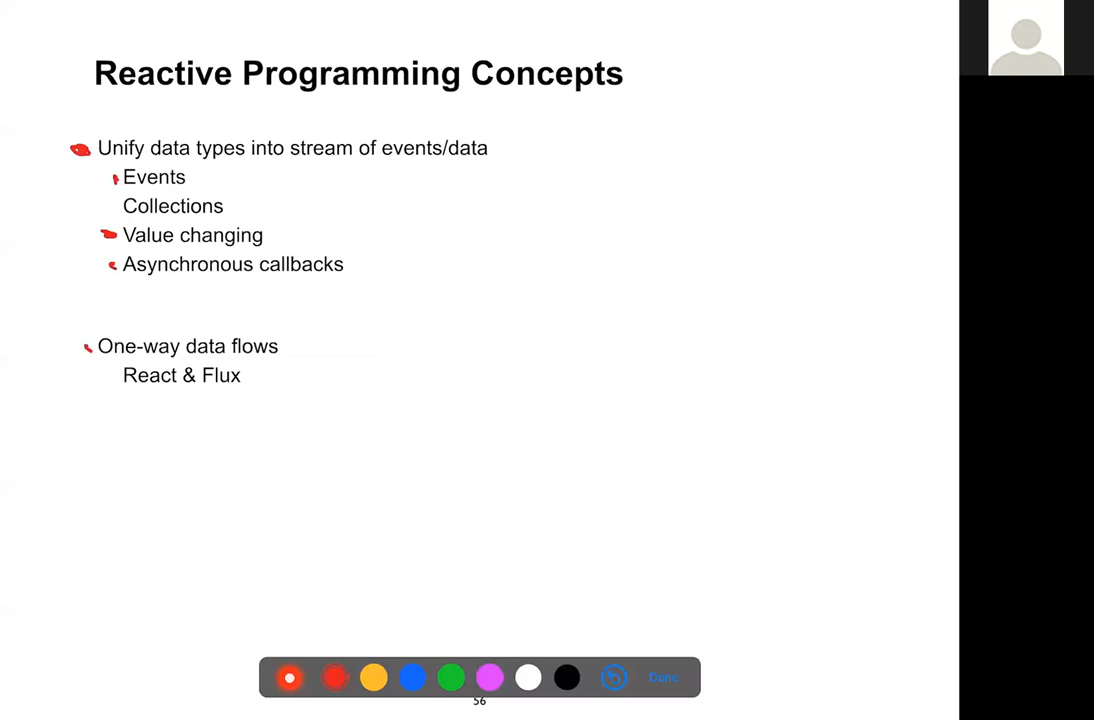 Reactive Programming Concepts
Unify data types into stream of events/data
Events
Collections
Value changing
Asynchronous callbacks
One-way data flows
React & Flux
Done
56